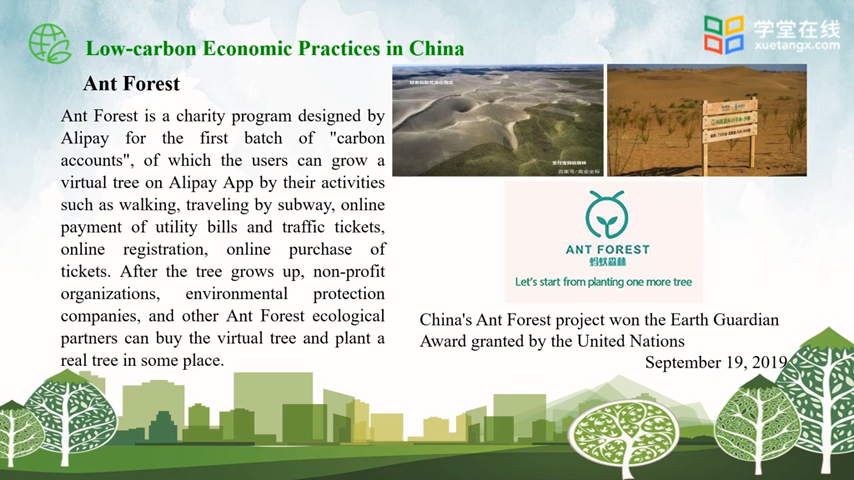 Low-carbon Economic Practices in China
学堂在线
xuetangx.com
Ant Forest
Ant Forest is a charity program designed by
Alipay for the first batch of "carbon
accounts", of which the users can grow a
virtual tree on Alipay App by their activities
such as walking, traveling by subway, online
payment of utility bills and traffic tickets,
online registration, online purchase of
tickets. After the tree grows up, non-profit
organizations, environmental protection
companies, and other Ant Forest ecological
partners can buy the virtual tree and plant a
real tree in some place.
ANT FOREST
蚂蚁森林
Let's start from planting one more tree
China's Ant Forest project won the Earth Guardian
Award granted by the United Nations
September 19, 2019